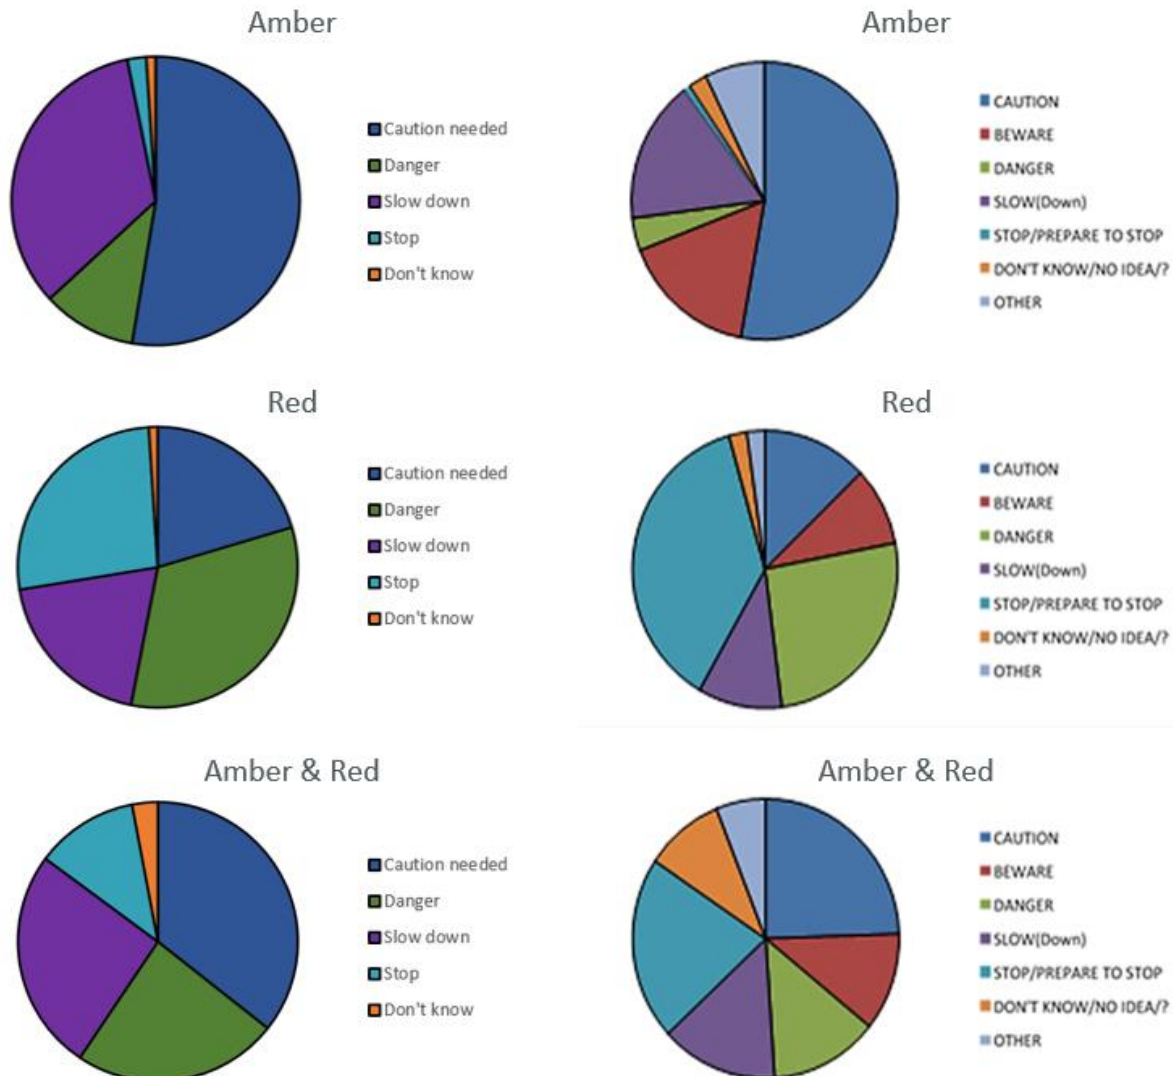 Amber
Caution needed
Danger
Slow down
Stop
Don't know
Amber
CAUTION
BEWARE
DANGER
SLOW(Down)
STOP/PREPARE TO STOP
DON'T KNOW/NO IDEA/?
OTHER
Red
Caution needed
Danger
Slow down
Stop
Don't know
Red
CAUTION
BEWARE
DANGER
SLOW(Down)
STOP/PREPARE TO STOP
DON'T KNOW/NO IDEA/?
OTHER
Amber & Red
Caution needed
Danger
Slow down
Stop
Don't know
Amber & Red
CAUTION
BEWARE
DANGER
SLOW(Down)
STOP/PREPARE TO STOP
DON'T KNOW/NO IDEA/?
OTHER